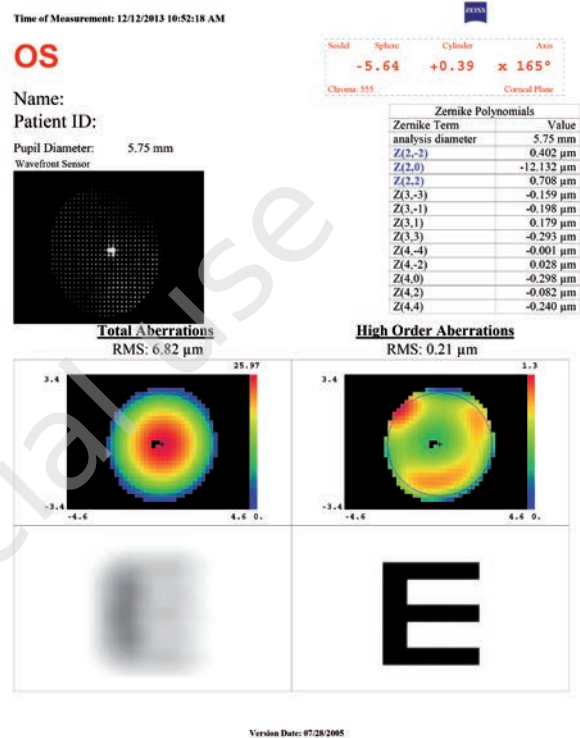 Time of Measurement: 12/12/2013 10:52:18 AM
ZEISS
OS
Seidel Sphere Cylinder Axis
-5.64 +0.39 x 165°
Chroma: 555 Corneal Plane
Name:
Patient ID:
Pupil Diameter: 5.75 mm
Wavefront Sensor
Zernike Polynomials
Zernike Term Value
analysis diameter 5.75 mm
Z(2,-2) 0.402 µm
Z(2,0) -12.132 µm
Z(2,2) 0.708 µm
Z(3,-3) -0.159 µm
Z(3,-1) -0.198 µm
Z(3,1) 0.179 µm
Z(3,3) -0.293 µm
Z(4,-4) -0.001 µm
Z(4,-2) 0.028 µm
Z(4,0) -0.298 µm
Z(4,2) -0.082 µm
Z(4,4) -0.240 µm
Total Aberrations
RMS: 6.82 µm
25.97
3.4
-3.4
-4.6 4.6 0.
High Order Aberrations
RMS: 0.21 µm
1.3
3.4
-3.4
-4.6 4.6 0.
E
E
cial use
Version Date: 07/28/2005